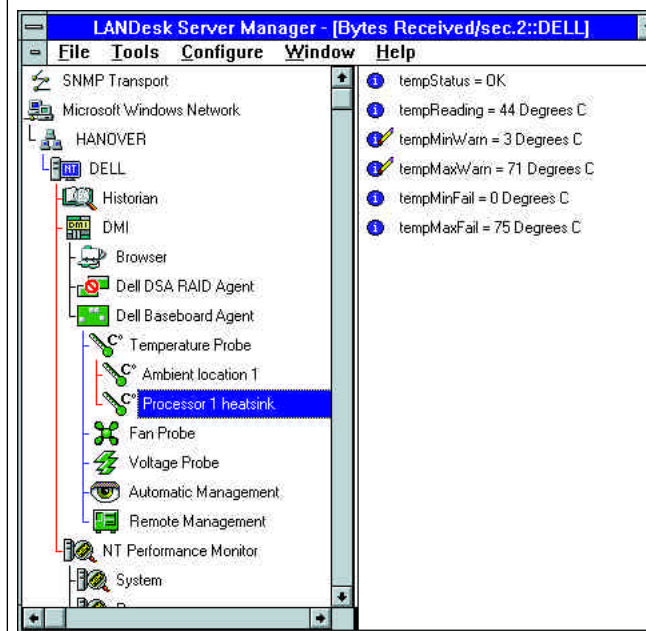 LANDesk Server Manager - [Bytes Received/sec.2::DELL]
File Tools Configure Window Help
SNMP Transport
Microsoft Windows Network
HANOVER
NT DELL
Historian
DMI DMI
Browser
Dell DSA RAID Agent
Dell Baseboard Agent
C° Temperature Probe
C° Ambient location 1
C° Processor 1 heatsink
Fan Probe
Voltage Probe
Automatic Management
Remote Management
NT Performance Monitor
System
tempStatus = OK
tempReading = 44 Degrees C
tempMinWarn = 3 Degrees C
tempMaxWarn = 71 Degrees C
tempMinFail = 0 Degrees C
tempMaxFail = 75 Degrees C